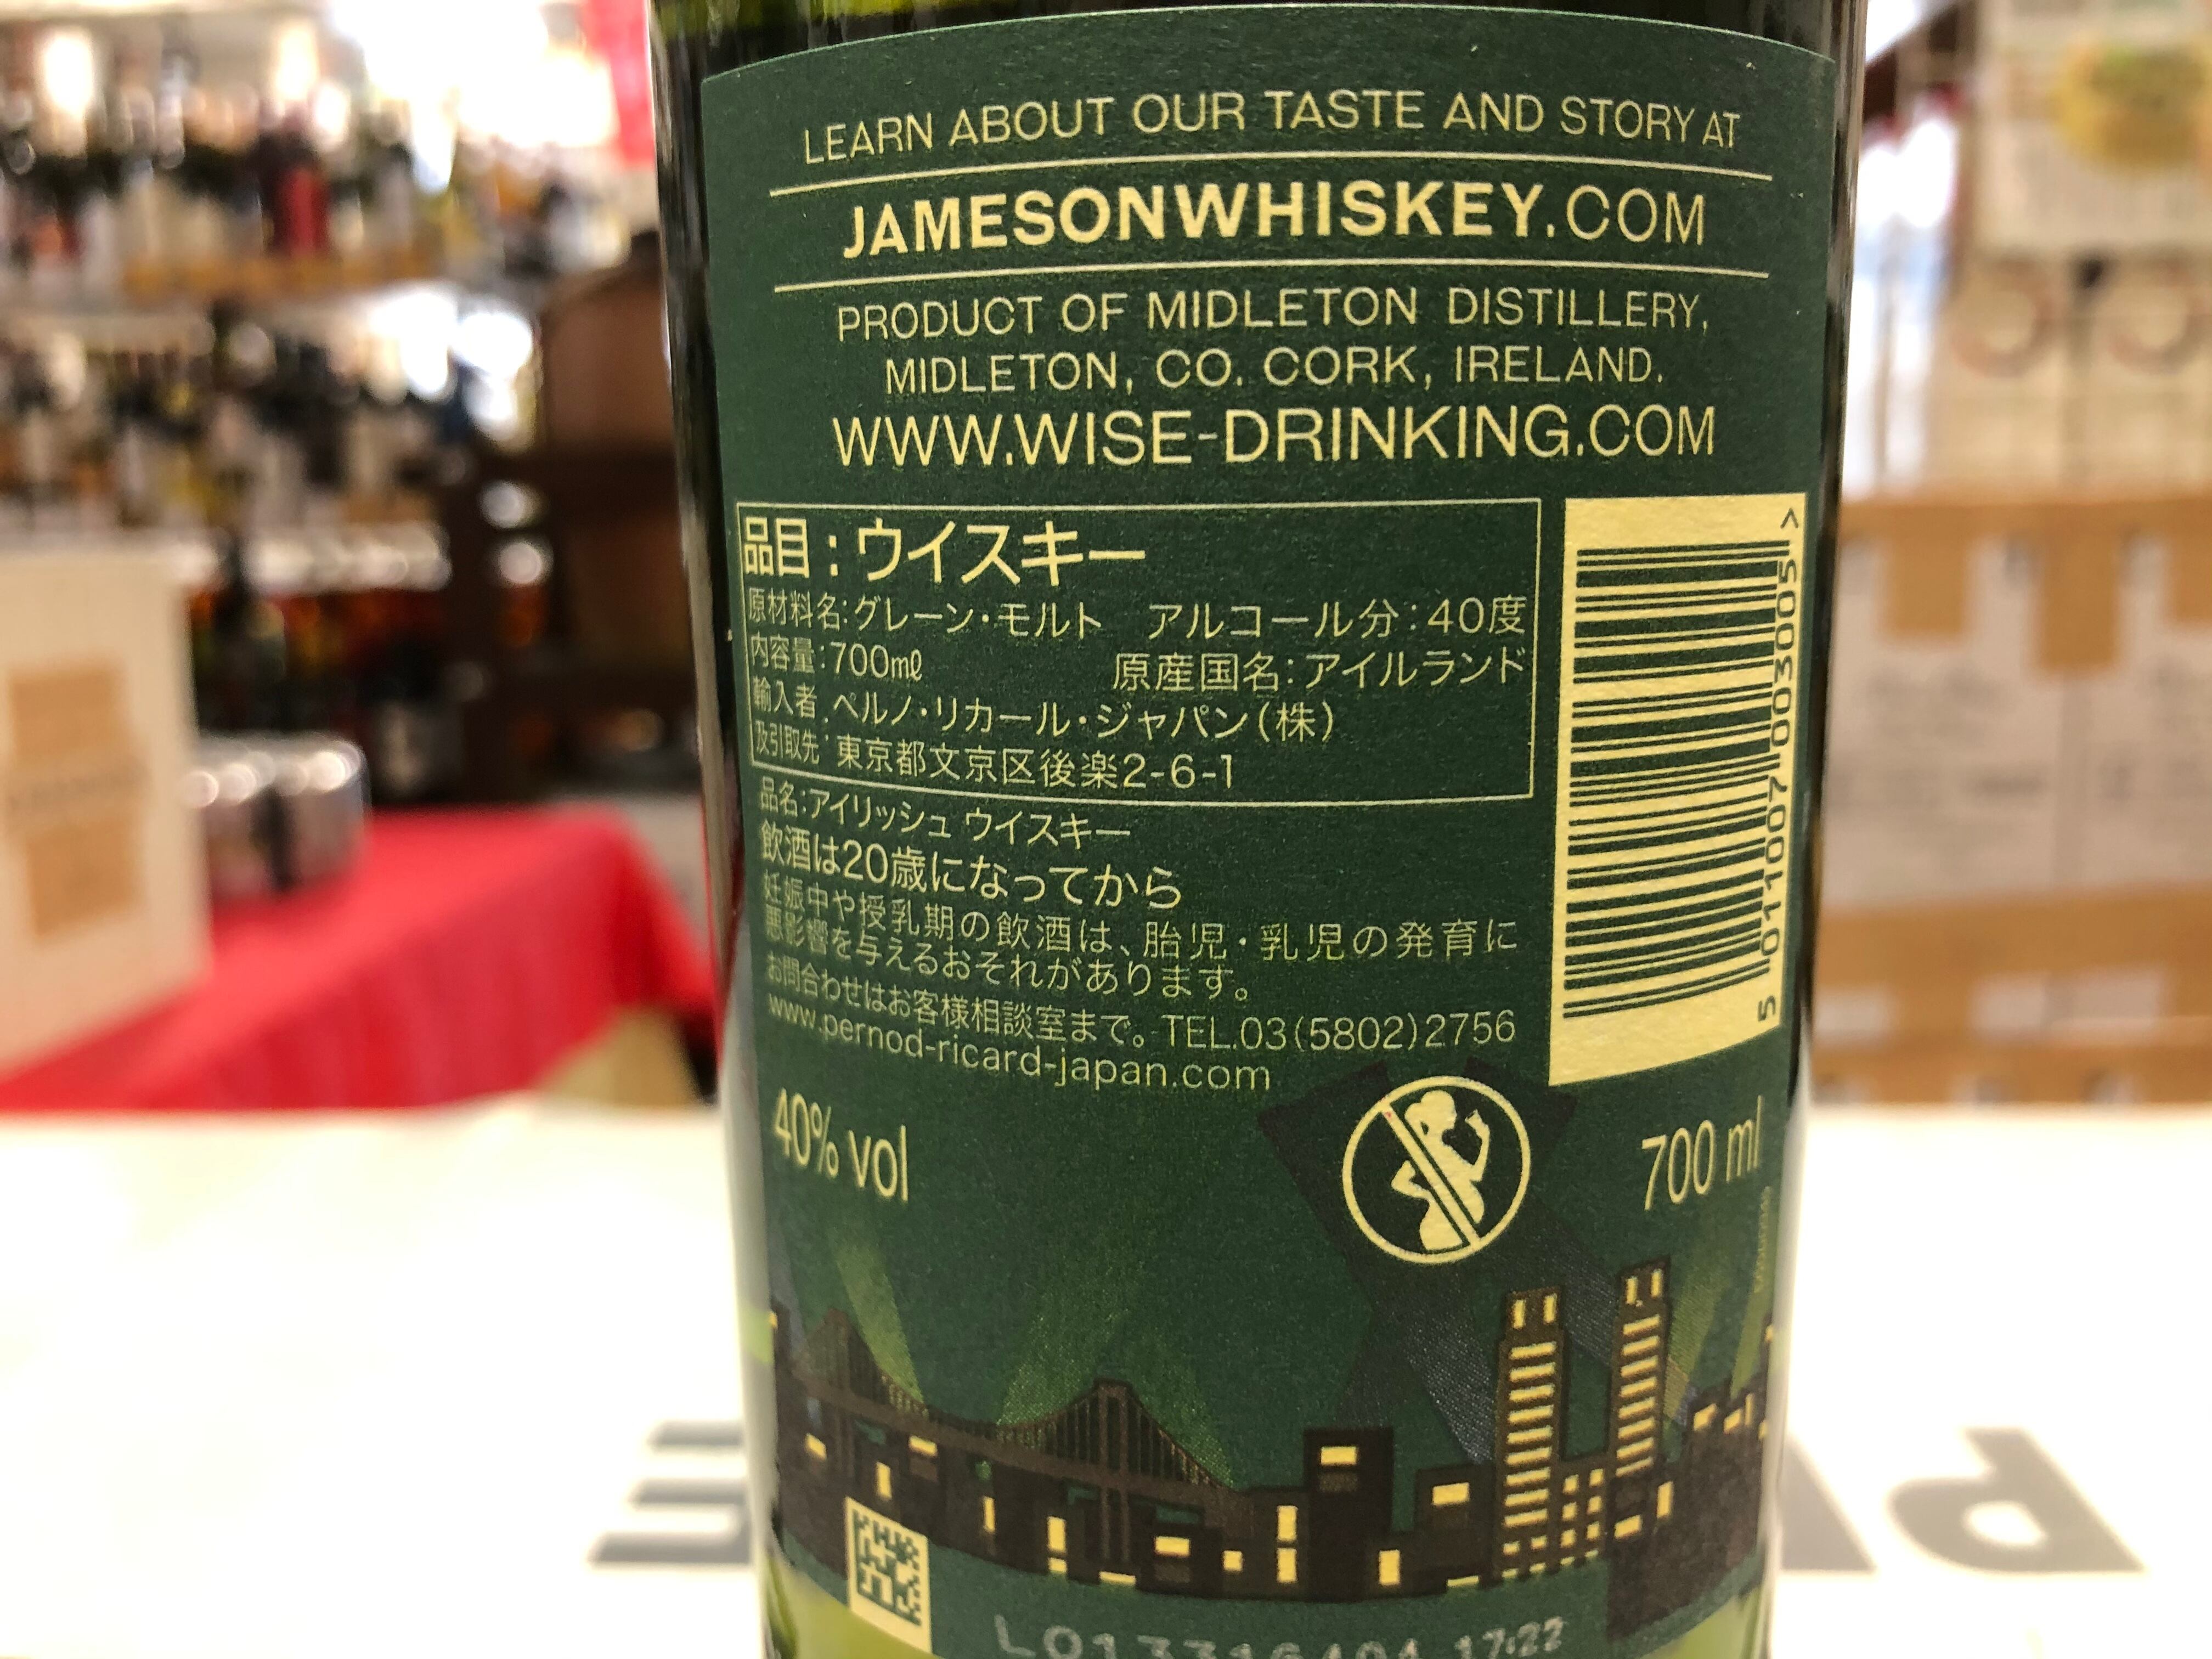 LEARN ABOUT OUR TASTE AND STORY AT
JAMESONWHISKEY.COM
PRODUCT OF MIDLETON DISTILLERY,
MIDLETON, CO. CORK, IRELAND.
WWW.WISE-DRINKING.COM
品目：ウイスキー
原材料名：グレーン・モルト　アルコール分：40度
内容量：700mℓ　原産国名：アイルランド
輸入者：ペルノ・リカール・ジャパン（株）
及引取先：東京都文京区後楽2-6-1
品名：アイリッシュ ウイスキー
飲酒は20歳になってから
妊娠中や授乳期の飲酒は、胎児・乳児の発育に
悪影響を与えるおそれがあります。
お問合わせはお客様相談室まで。TEL.03(5802)2756
www.pernod-ricard-japan.com
5 011007 003005 >
40% vol
700 ml
17:22